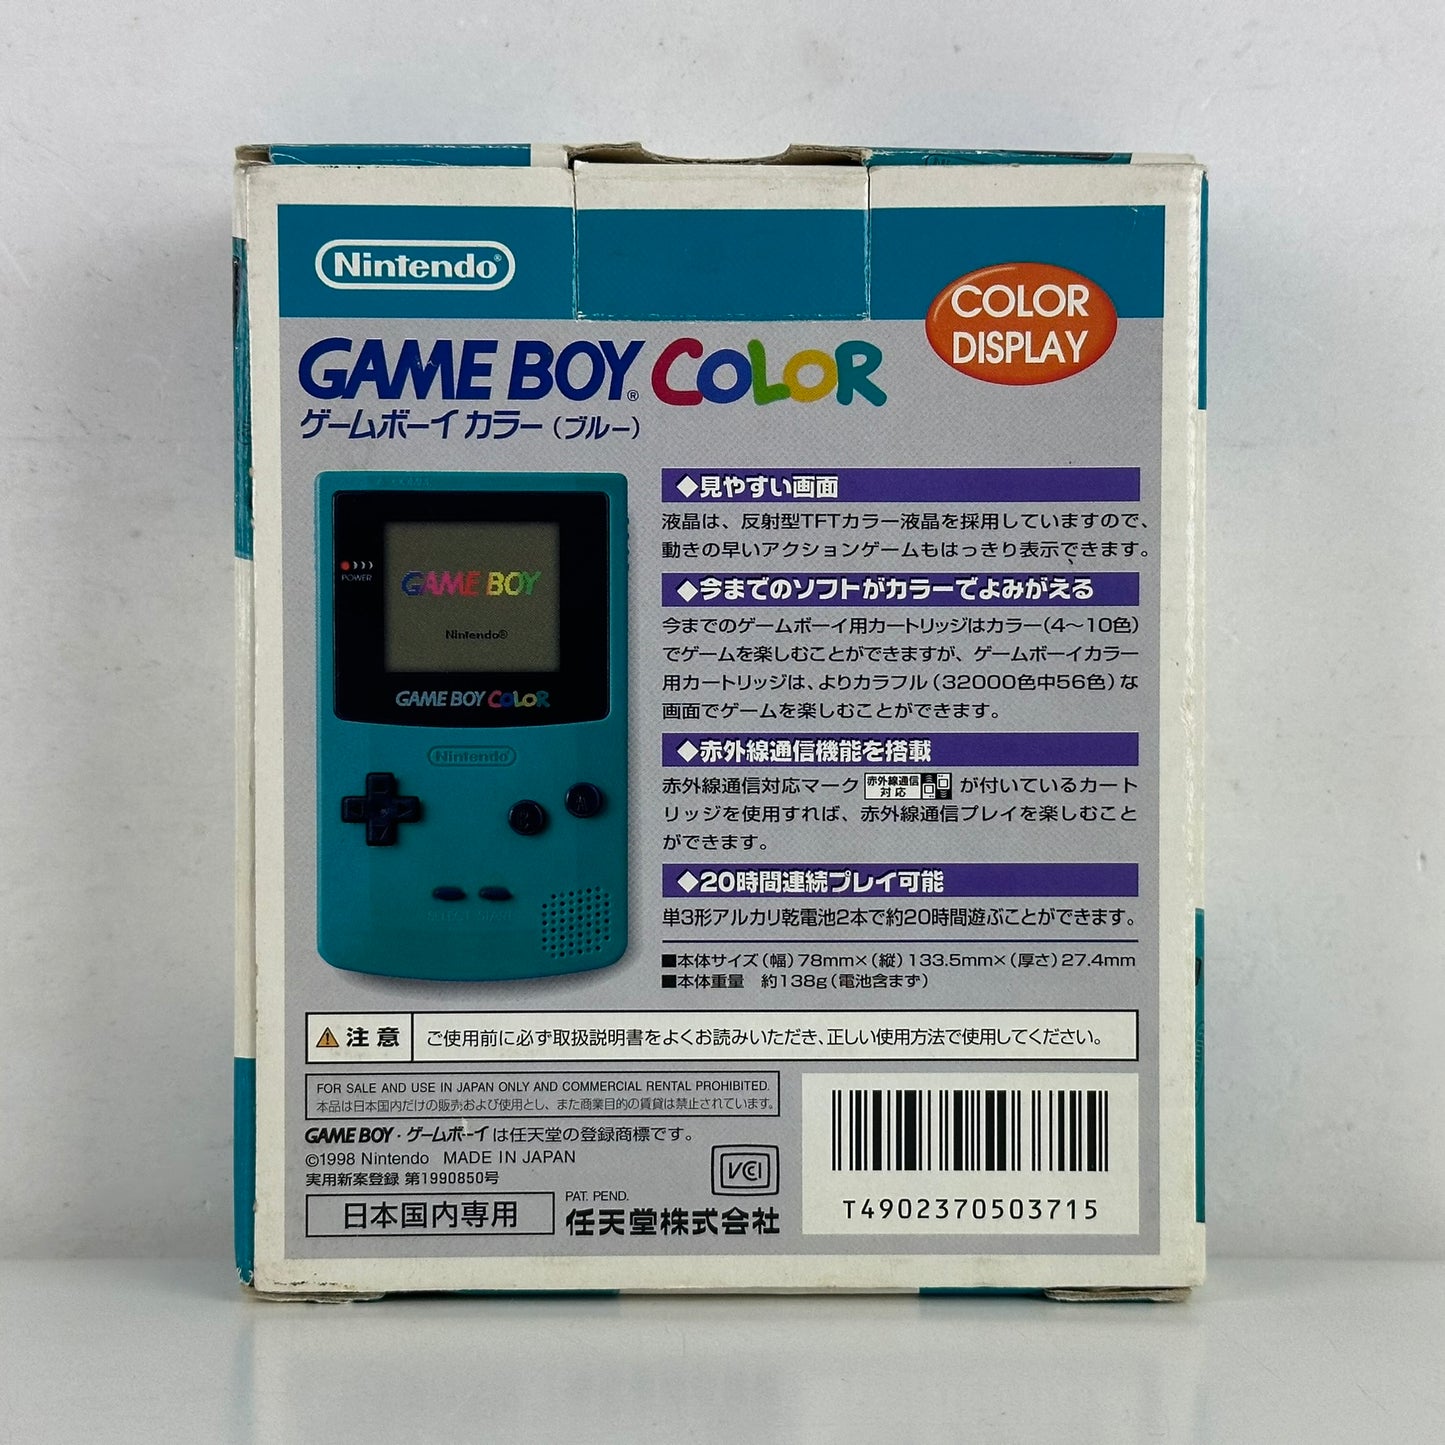 Nintendo®
COLOR
DISPLAY
GAME BOY® COLOR
ゲームボーイ カラー（ブルー）
POWER
GAME BOY
Nintendo®
GAME BOY COLOR
Nintendo®
B
A
SELECT START
◆見やすい画面
液晶は、反射型TFTカラー液晶を採用していますので、
動きの早いアクションゲームもはっきり表示できます。
◆今までのソフトがカラーでよみがえる
今までのゲームボーイ用カートリッジはカラー（4〜10色）
でゲームを楽しむことができますが、ゲームボーイカラー
用カートリッジは、よりカラフル（32000色中56色）な
画面でゲームを楽しむことができます。
◆赤外線通信機能を搭載
赤外線通信対応マーク 赤外線通信 対応 が付いているカート
リッジを使用すれば、赤外線通信プレイを楽しむこと
ができます。
◆20時間連続プレイ可能
単3形アルカリ乾電池2本で約20時間遊ぶことができます。
■本体サイズ（幅）78mm×（縦）133.5mm×（厚さ）27.4mm
■本体重量　約138g（電池含まず）
注意 ご使用前に必ず取扱説明書をよくお読みいただき、正しい使用方法で使用してください。
FOR SALE AND USE IN JAPAN ONLY AND COMMERCIAL RENTAL PROHIBITED.
本品は日本国内だけの販売および使用とし、また商業目的の賃貸は禁止されています。
GAME BOY・ゲームボーイは任天堂の登録商標です。
©1998 Nintendo MADE IN JAPAN
実用新案登録 第1990850号
VCI
日本国内専用
PAT. PEND.
任天堂株式会社
T4902370503715